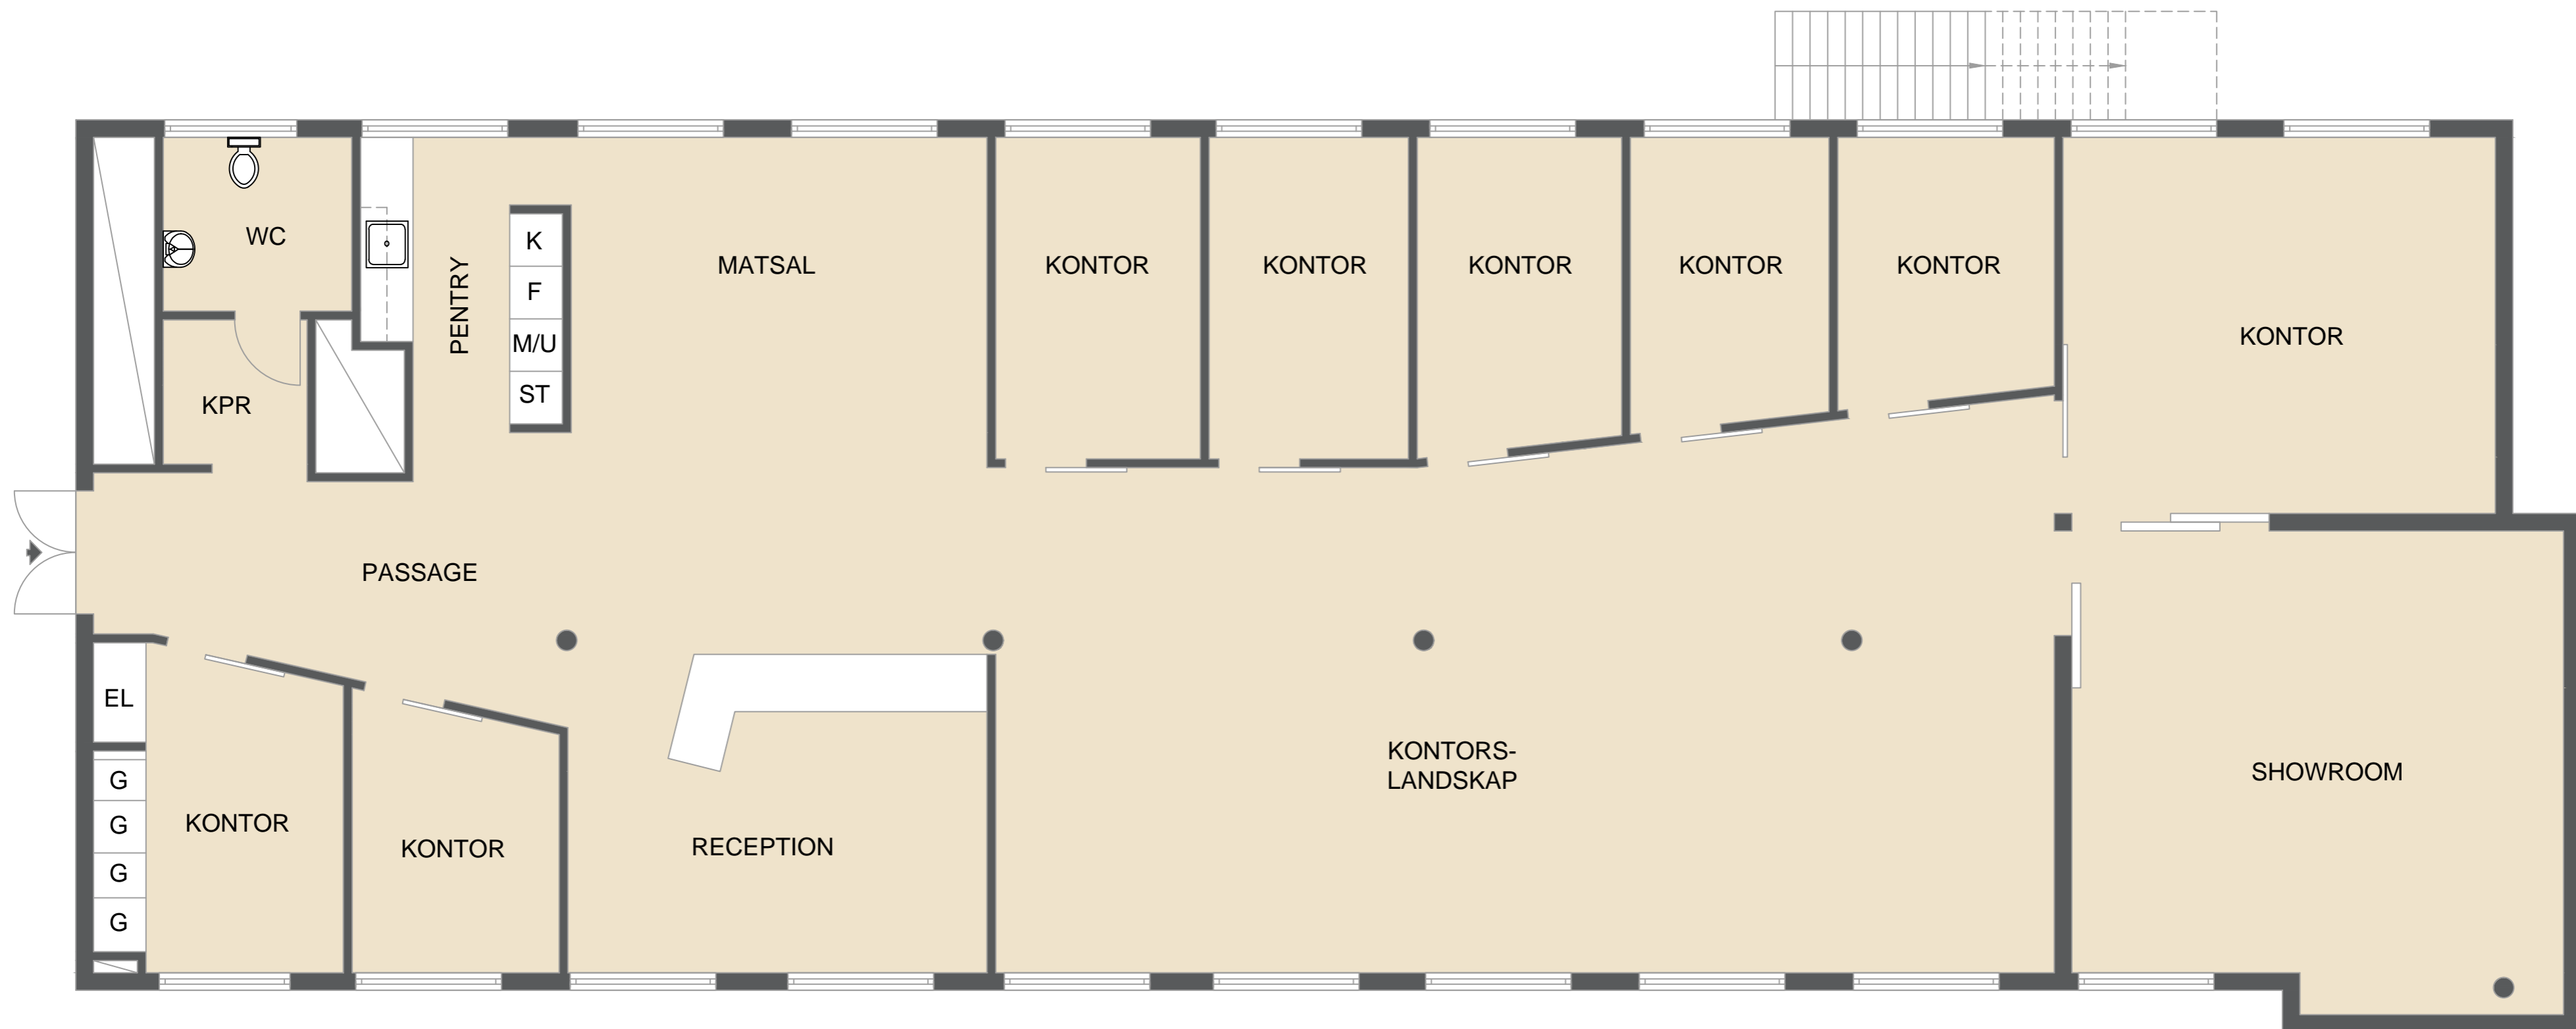 WC
KPR
PENTRY
K
F
M/U
ST
MATSAL
KONTOR
KONTOR
KONTOR
KONTOR
KONTOR
KONTOR
PASSAGE
EL
G
G
G
G
KONTOR
KONTOR
RECEPTION
KONTORS-
LANDSKAP
SHOWROOM